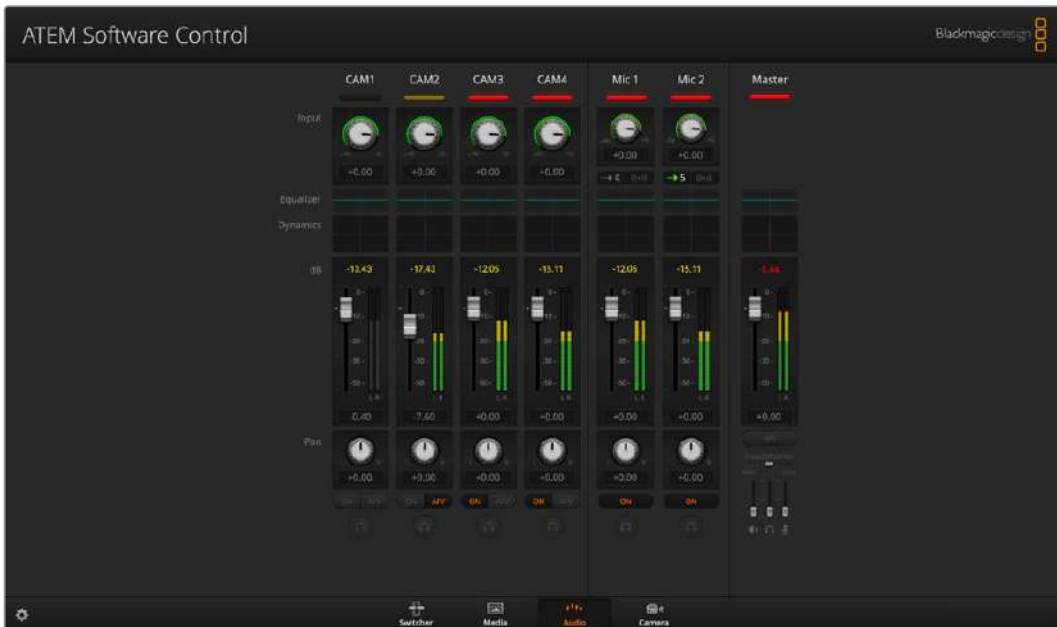 ATEM Software Control
Blackmagicdesign
CAM1 CAM2 CAM3 CAM4 Mic 1 Mic 2 Master
Input
+0.00 +0.00 +0.00 +0.00 +0.00 +0.00
5
Equalizer
Dynamics
dB -13.43 -17.43 -12.05 -15.11 -12.05 -15.11
L R L R L R L R L R L R L R
-0.40 -7.60 +0.00 +0.00 +0.00 +0.00 +0.00
Pan
+0.00 +0.00 +0.00 +0.00 +0.00 +0.00
ON AFV ON AFV ON AFV ON AFV ON ON
Switcher Media Audio Camera